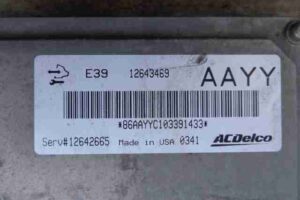 E39 12643469 AAYY
*86AAYYC103391433*
Serv#12642665 Made in USA 0341 ACDelco